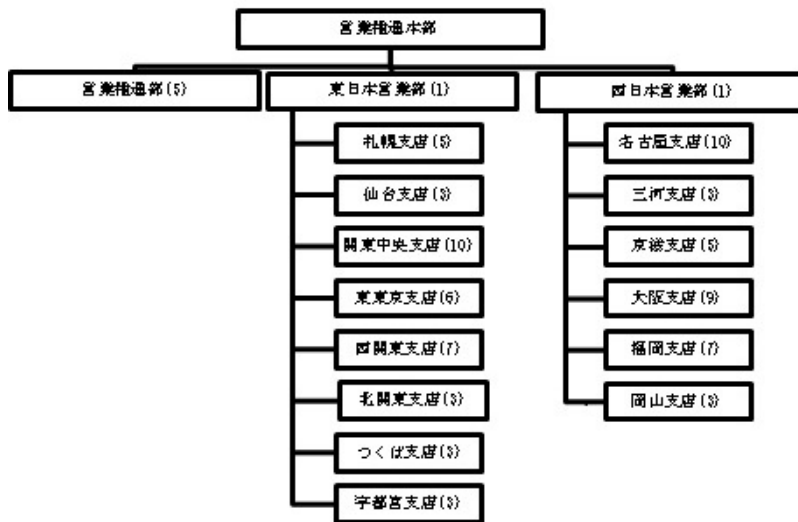 営業推進本部
営業推進部(5)
東日本営業部(1)
西日本営業部(1)
札幌支店(5)
仙台支店(3)
関東中央支店(10)
東東京支店(6)
西関東支店(7)
北関東支店(3)
つくば支店(3)
宇都宮支店(3)
名古屋支店(10)
三河支店(3)
京滋支店(5)
大阪支店(9)
福岡支店(7)
岡山支店(3)